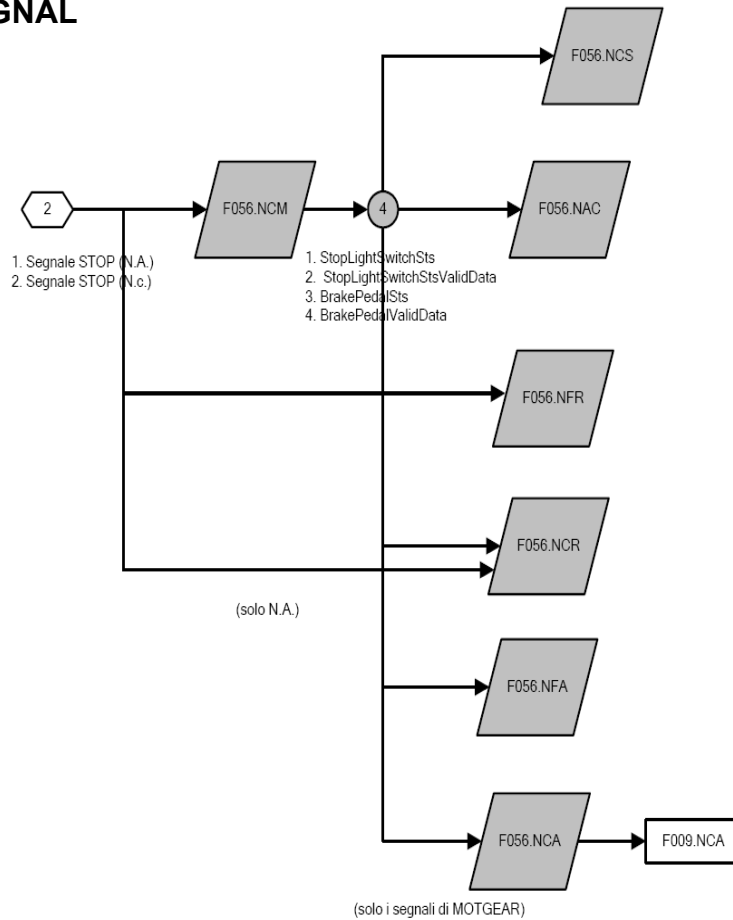 GNAL
F056.NCS
2
F056.NCM
4
F056.NAC
1. Segnale STOP (N.A.)
2. Segnale STOP (N.c.)
1. StopLightSwitchSts
2. StopLightSwitchStsValidData
3. BrakePedalSts
4. BrakePedalValidData
F056.NFR
F056.NCR
(solo N.A.)
F056.NFA
F056.NCA
F009.NCA
(solo i segnali di MOTGEAR)